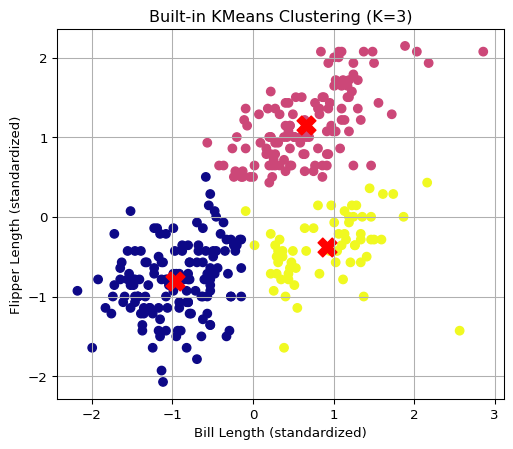 Built-in KMeans Clustering (K=3)
Flipper Length (standardized)
2
1
0
−1
−2
−2 −1 0 1 2 3
Bill Length (standardized)